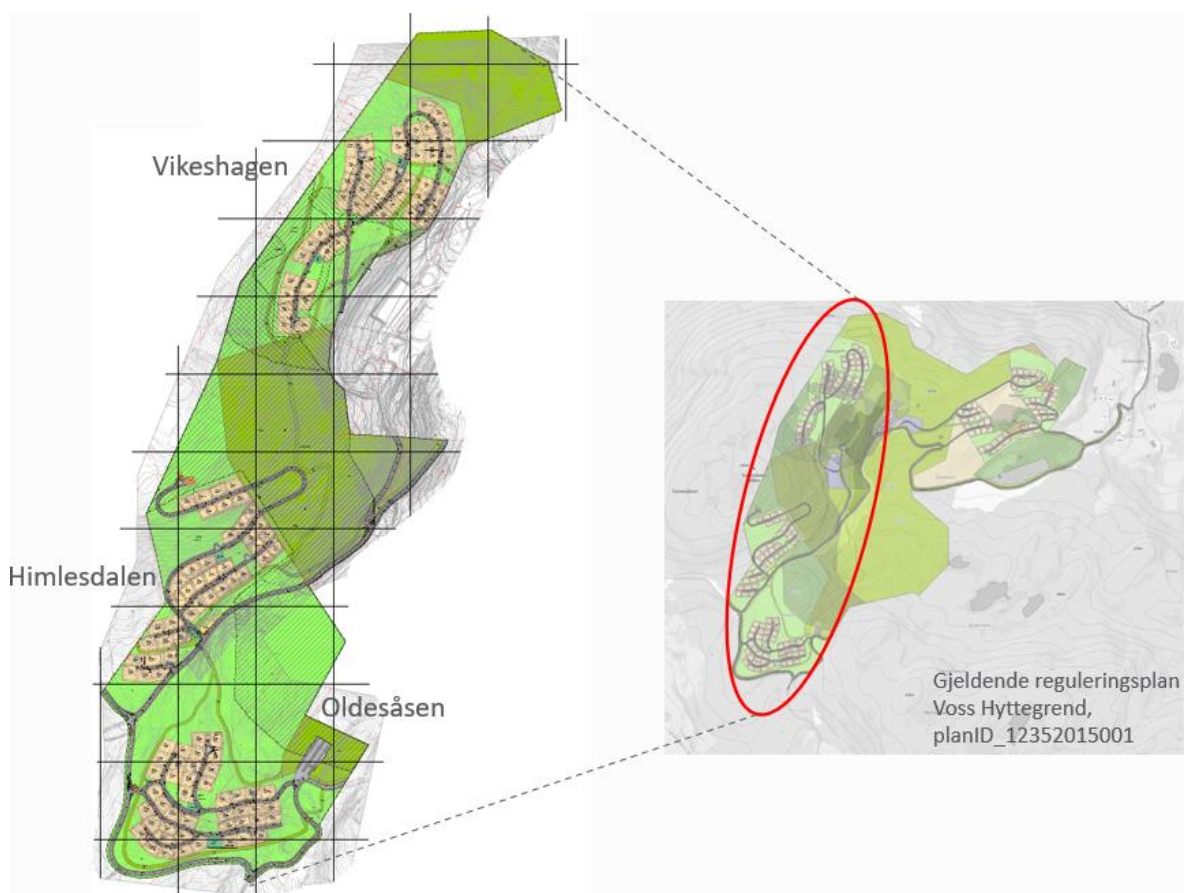 Vikeshagen
Himlesdalen
Oldesåsen
Gjeldende reguleringsplan
Voss Hyttegrend,
planID_12352015001